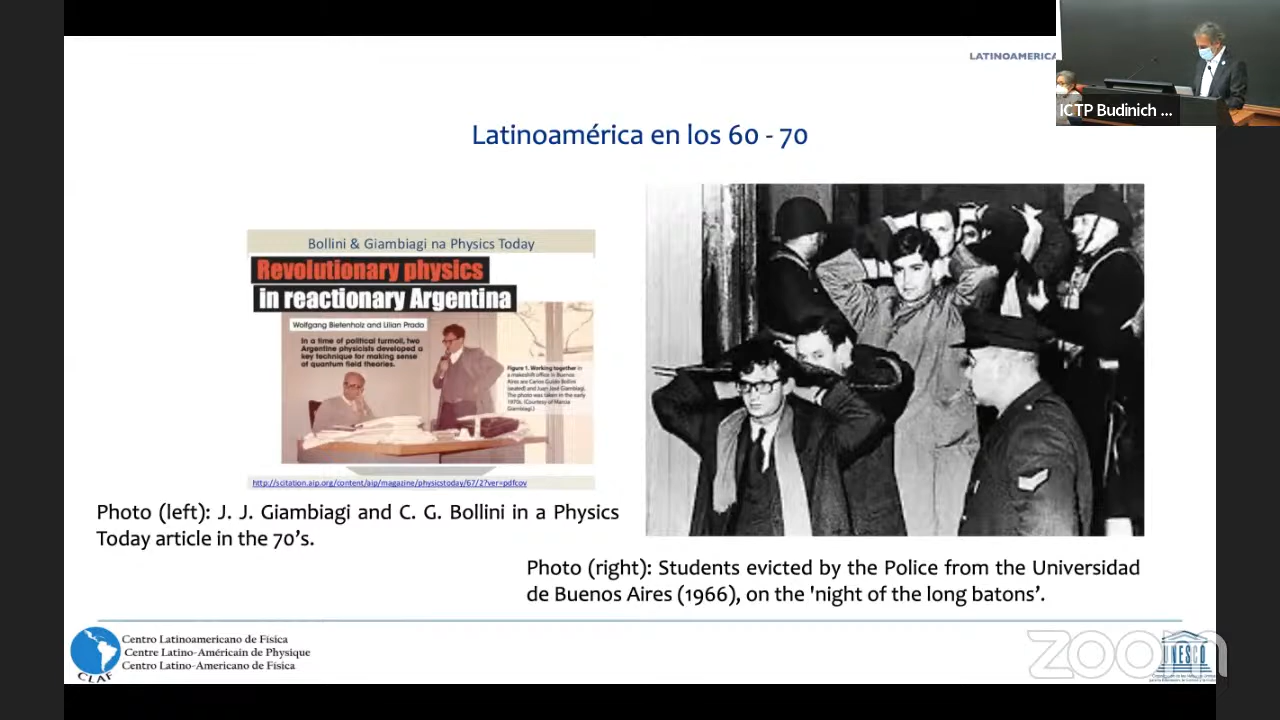 LATINOAMERICA
ICTP Budinich ...
Latinoamérica en los 60 - 70
Bollini & Giambiagi na Physics Today
Revolutionary physics
in reactionary Argentina
Wolfgang Bietenholz and Lilian Prado
In a time of political turmoil, two
Argentine physicists developed a
key technique for making sense
of quantum field theories.
Figure 1. Working together in
a makeshift office in Buenos
Aires are Carlos Guido Bollini
(seated) and Juan José Giambiagi.
The photo was taken in the early
1970s. (Courtesy of Marcia
Giambiagi.)
http://scitation.aip.org/content/aip/magazine/physicstoday/67/2?ver=pdfcov
Photo (left): J. J. Giambiagi and C. G. Bollini in a Physics
Today article in the 70’s.
Photo (right): Students evicted by the Police from the Universidad
de Buenos Aires (1966), on the 'night of the long batons’.
Centro Latinoamericano de Física
Centre Latino-Américain de Physique
Centro Latino-Americano de Física
CLAF
zoom
UNESCO